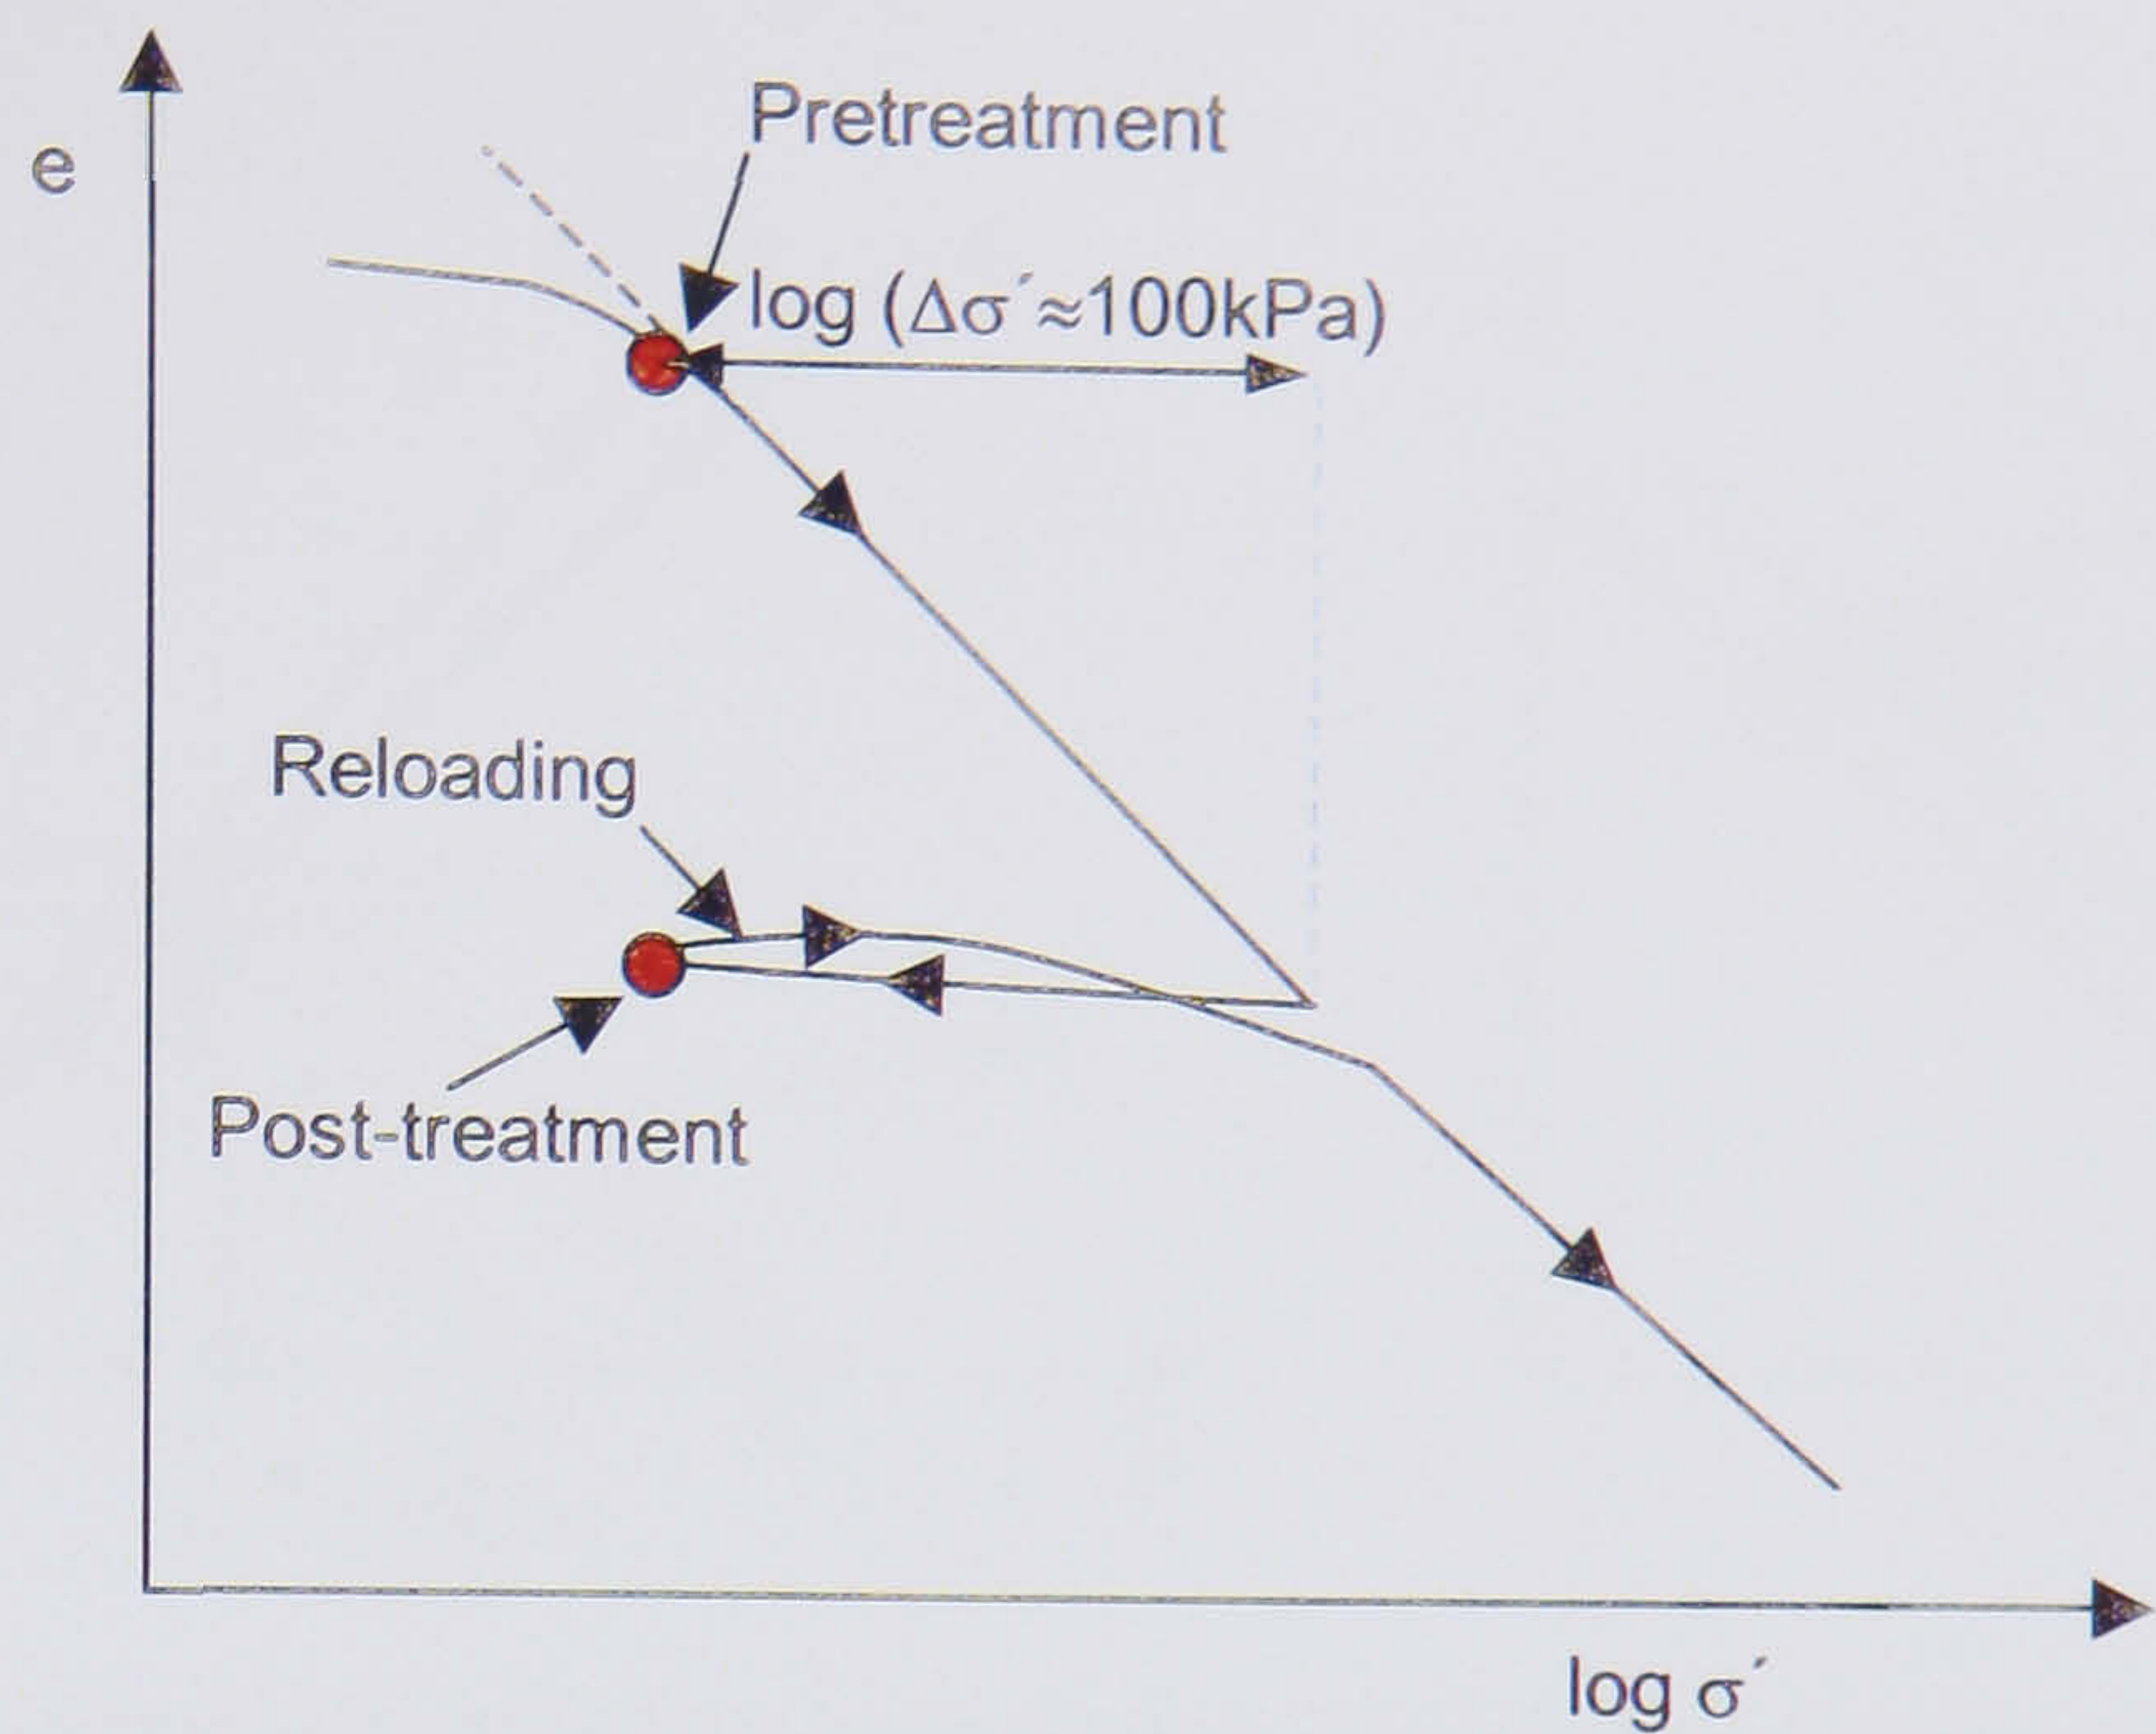 e
Pretreatment
log (Δσ´≈100kPa)
Reloading
Post-treatment
log σ´